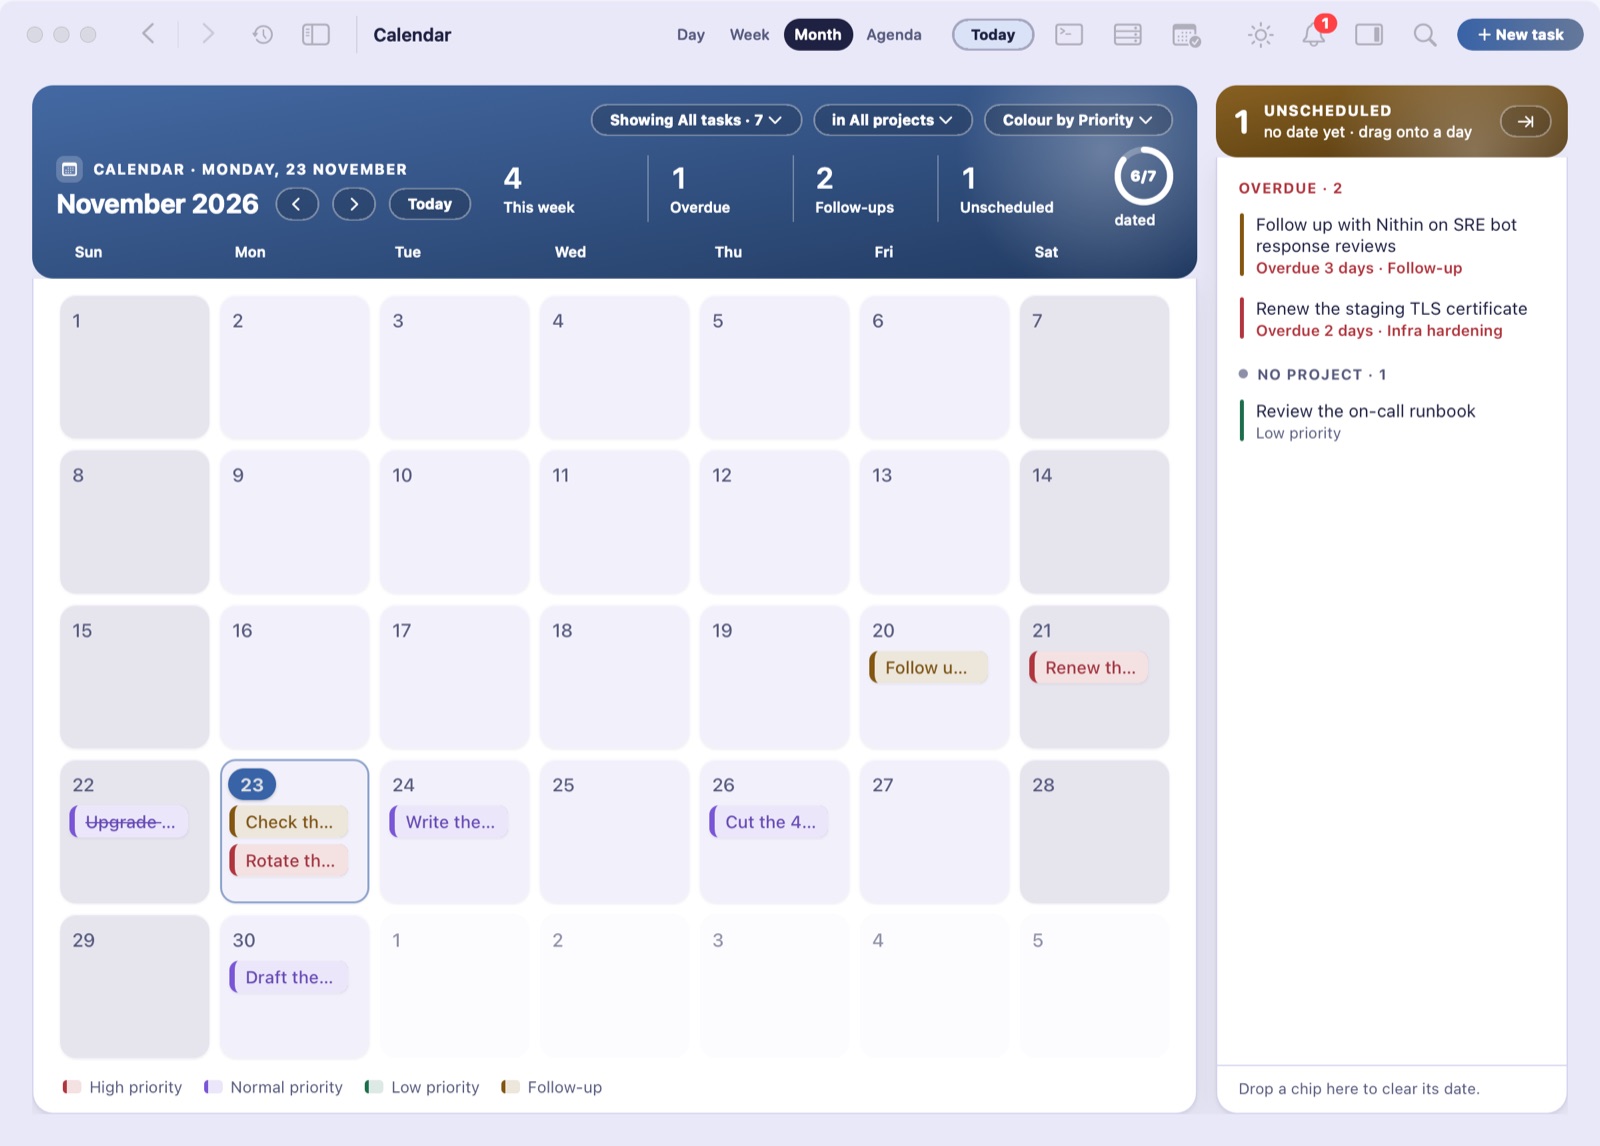 Calendar
Day Week Month Agenda Today
1
+ New task
Showing All tasks · 7
in All projects
Colour by Priority
CALENDAR · MONDAY, 23 NOVEMBER
November 2026
Today
4
This week
1
Overdue
2
Follow-ups
1
Unscheduled
6/7
dated
Sun Mon Tue Wed Thu Fri Sat
1 2 3 4 5 6 7
8 9 10 11 12 13 14
15 16 17 18 19 20 21
Follow u... Renew th...
22 23 24 25 26 27 28
Upgrade ... Check th... Write the... Cut the 4...
Rotate th...
29 30 1 2 3 4 5
Draft the...
High priority Normal priority Low priority Follow-up
1
UNSCHEDULED
no date yet · drag onto a day
OVERDUE · 2
Follow up with Nithin on SRE bot
response reviews
Overdue 3 days · Follow-up
Renew the staging TLS certificate
Overdue 2 days · Infra hardening
NO PROJECT · 1
Review the on-call runbook
Low priority
Drop a chip here to clear its date.